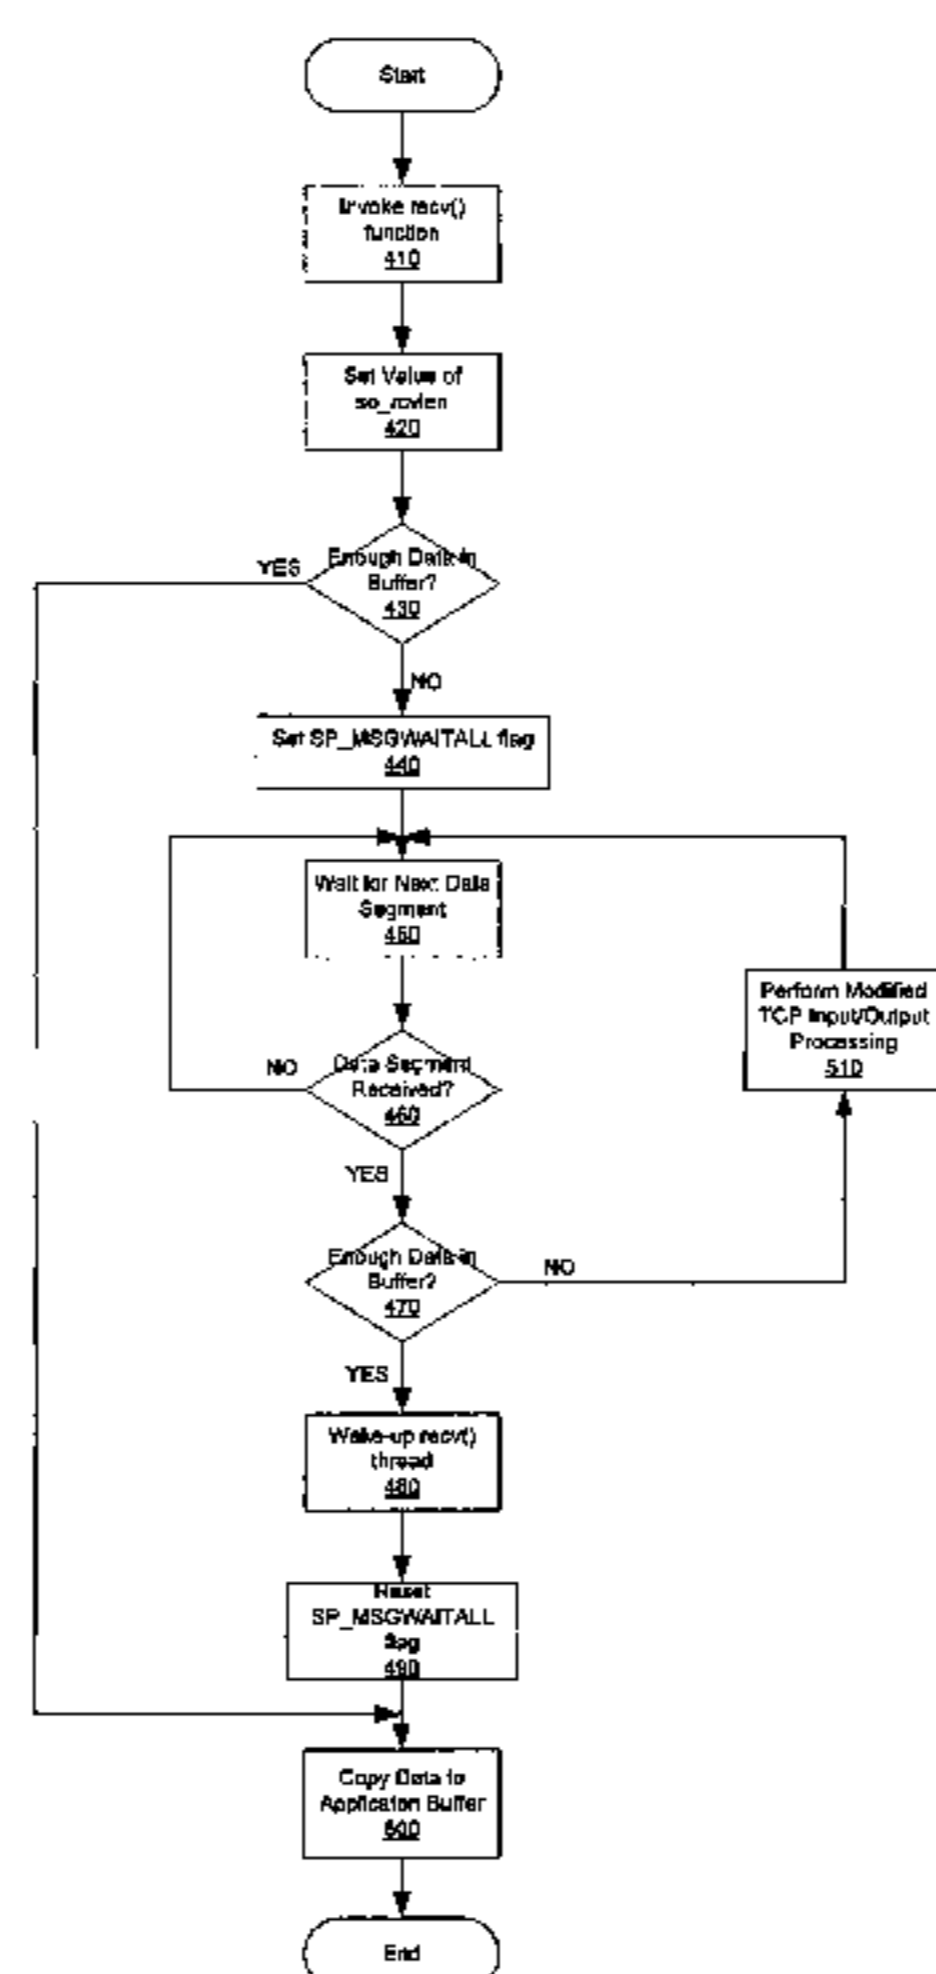 Start
Invoke recv()
function
410
Set Value of
so_rcvlen
420
Enough Data in
Buffer?
430
YES
NO
Set SP_MSGWAITALL flag
440
Wait for Next Data
Segment
450
Data Segment
Received?
460
NO
YES
Perform Modified
TCP Input/Output
Processing
510
Enough Data in
Buffer?
470
NO
YES
Wake-up recv()
thread
480
Reset
SP_MSGWAITALL
flag
490
Copy Data to
Applicaton Buffer
500
End